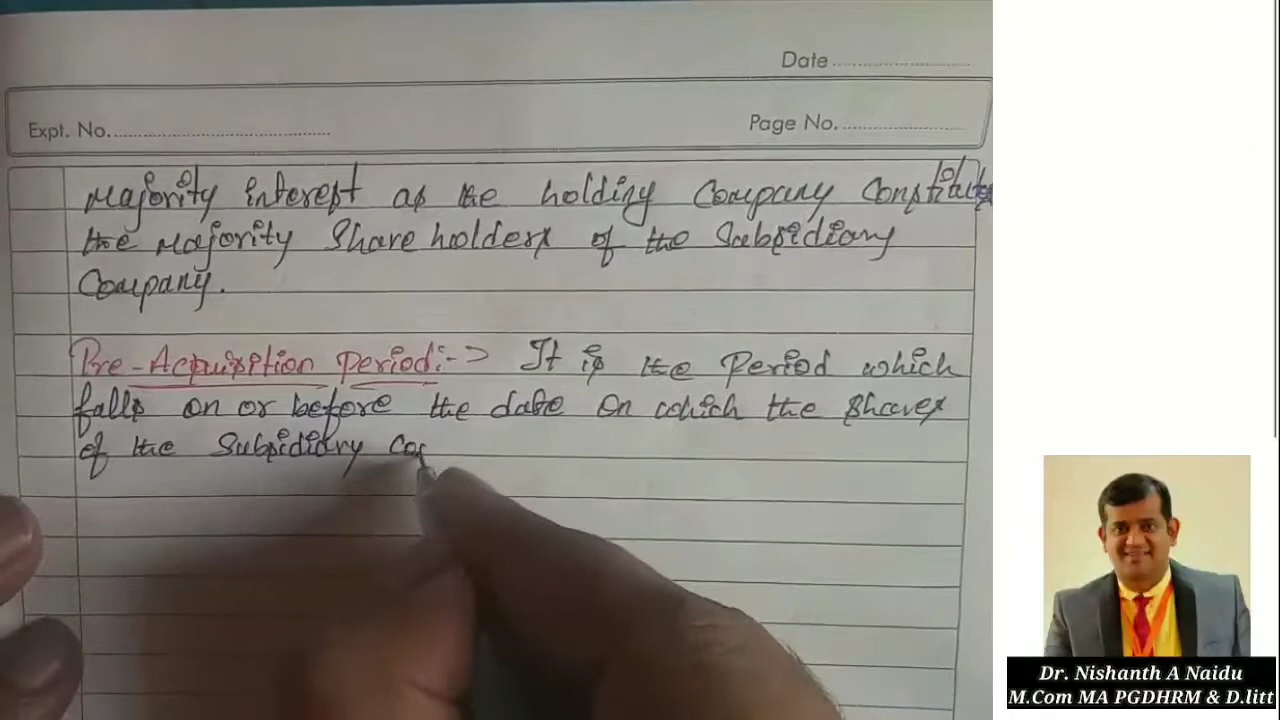 Date
Expt. No.
Page No.
Majority interest as the holding Company Constitutes
the Majority Share holders of the Subsidiary
Company.
Pre-Acquisition Period:-> It is the Period which
falls on or before the date on which the Shares
of the Subsidiary Co
Dr. Nishanth A Naidu
M.Com MA PGDHRM & D.litt